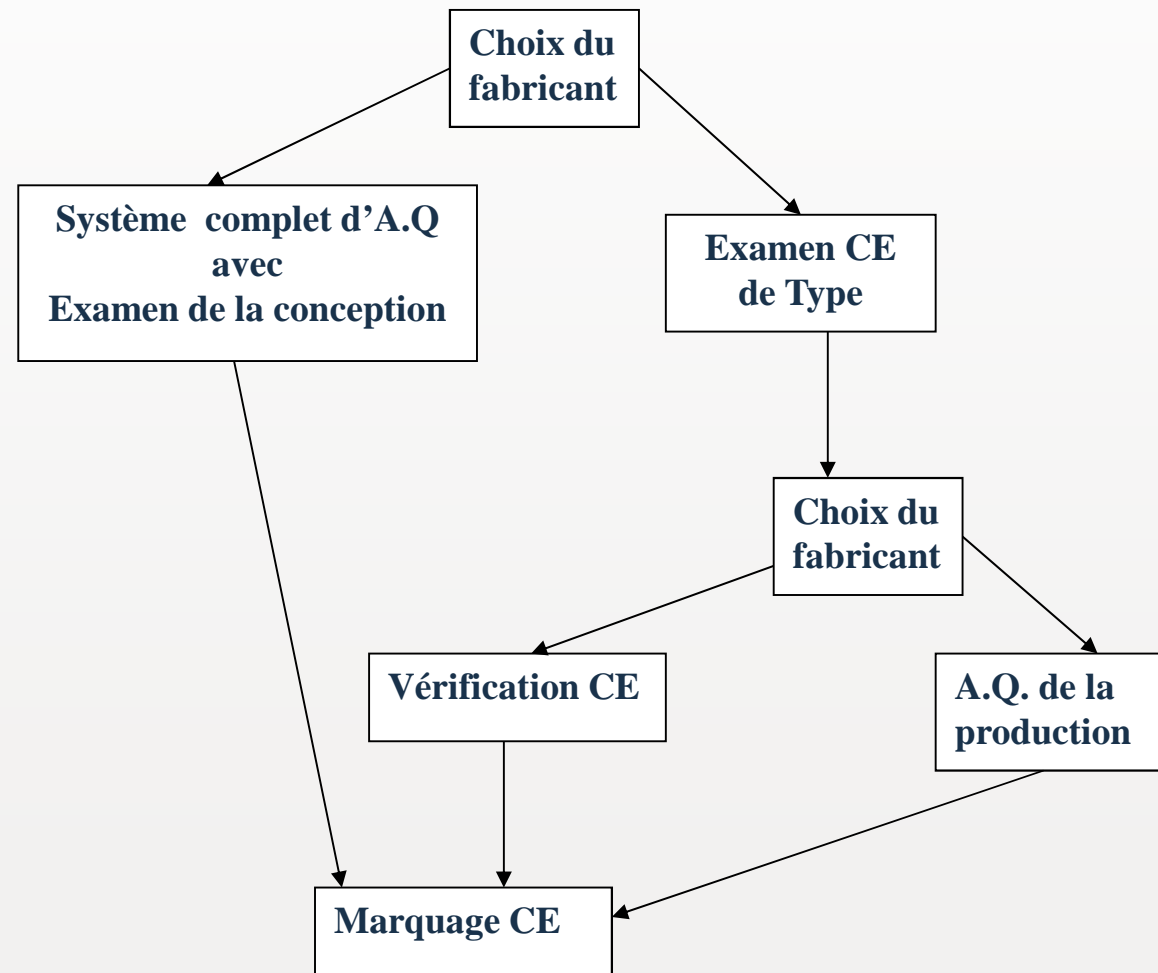 Choix du
fabricant
Système complet d'A.Q
avec
Examen de la conception
Examen CE
de Type
Choix du
fabricant
Vérification CE
A.Q. de la
production
Marquage CE